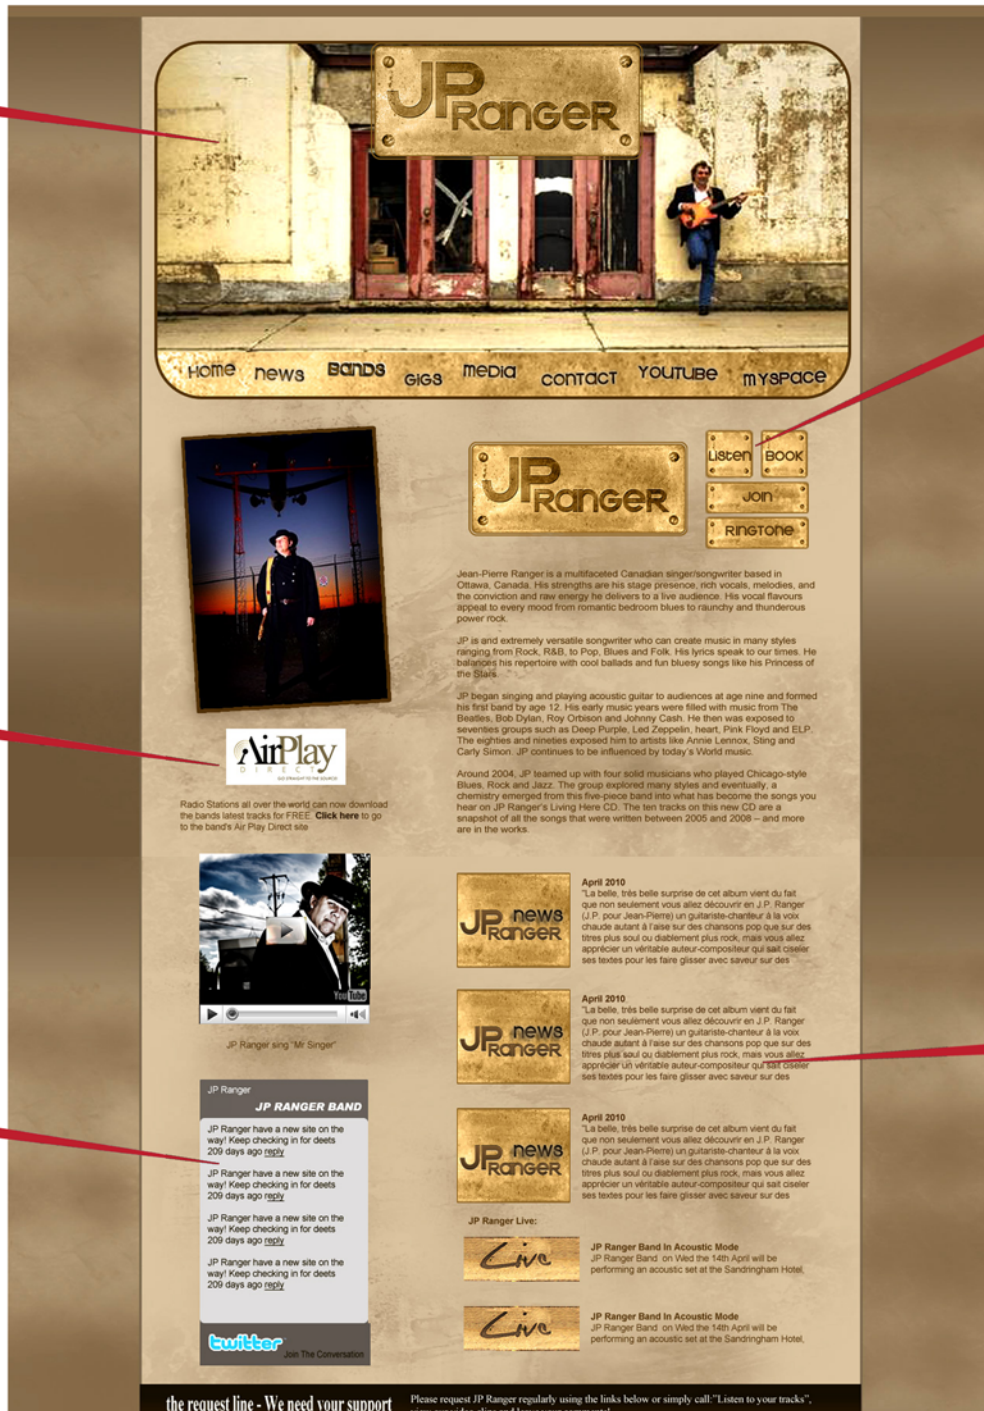 JP Ranger
Home news Bands Gigs Media Contact YouTube Myspace
JP Ranger
Listen BOOK
Join
Ringtone
Jean-Pierre Ranger is a multifaceted Canadian singer/songwriter based in
Ottawa, Canada. His strengths are his stage presence, rich vocals, melodies, and
the conviction and raw energy he delivers to a live audience. His vocal flavours
appeal to every mood from romantic bedroom blues to raunchy and thunderous
power rock.
JP is and extremely versatile songwriter who can create music in many styles
ranging from Rock, R&B, to Pop, Blues and Folk. His lyrics speak to our times. He
balances his repertoire with cool ballads and fun bluesy songs like his Princess of
the Stars.
JP began singing and playing acoustic guitar to audiences at age nine and formed
his first band by age 12. His early music years were filled with music from The
Beatles, Bob Dylan, Roy Orbison and Johnny Cash. He then was exposed to
seventies groups such as Deep Purple, Led Zeppelin, heart, Pink Floyd and ELP.
The eighties and nineties exposed him to artists like Annie Lennox, Sting and
Carly Simon. JP continues to be influenced by today's World music.
Around 2004, JP teamed up with four solid musicians who played Chicago-style
Blues, Rock and Jazz. The group explored many styles and eventually, a
chemistry emerged from this five-piece band into what has become the songs you
hear on JP Ranger's Living Here CD. The ten tracks on this new CD are a
snapshot of all the songs that were written between 2005 and 2008 – and more
are in the works.
AirPlay
DIRECT
GO STRAIGHT TO THE SOURCE
Radio Stations all over the world can now download
the bands latest tracks for FREE. Click here to go
to the band's Air Play Direct site
YouTube
JP Ranger sing "Mr Singer"
JP Ranger
JP RANGER BAND
JP Ranger have a new site on the
way! Keep checking in for deets
209 days ago reply
JP Ranger have a new site on the
way! Keep checking in for deets
209 days ago reply
JP Ranger have a new site on the
way! Keep checking in for deets
209 days ago reply
JP Ranger have a new site on the
way! Keep checking in for deets
209 days ago reply
twitter
Join The Conversation
JP news
Ranger
April 2010
"La belle, très belle surprise de cet album vient du fait
que non seulement vous allez découvrir en J.P. Ranger
(J.P. pour Jean-Pierre) un guitariste-chanteur à la voix
chaude autant à l'aise sur des chansons pop que sur des
titres plus soul ou diablement plus rock, mais vous allez
apprécier un véritable auteur-compositeur qui sait ciseler
ses textes pour les faire glisser avec saveur sur des
JP news
Ranger
April 2010
"La belle, très belle surprise de cet album vient du fait
que non seulement vous allez découvrir en J.P. Ranger
(J.P. pour Jean-Pierre) un guitariste-chanteur à la voix
chaude autant à l'aise sur des chansons pop que sur des
titres plus soul ou diablement plus rock, mais vous allez
apprécier un véritable auteur-compositeur qui sait ciseler
ses textes pour les faire glisser avec saveur sur des
JP news
Ranger
April 2010
"La belle, très belle surprise de cet album vient du fait
que non seulement vous allez découvrir en J.P. Ranger
(J.P. pour Jean-Pierre) un guitariste-chanteur à la voix
chaude autant à l'aise sur des chansons pop que sur des
titres plus soul ou diablement plus rock, mais vous allez
apprécier un véritable auteur-compositeur qui sait ciseler
ses textes pour les faire glisser avec saveur sur des
JP Ranger Live:
Live
JP Ranger Band In Acoustic Mode
JP Ranger Band on Wed the 14th April will be
performing an acoustic set at the Sandringham Hotel,
Live
JP Ranger Band In Acoustic Mode
JP Ranger Band on Wed the 14th April will be
performing an acoustic set at the Sandringham Hotel,
the request line - We need your support
Please request JP Ranger regularly using the links below or simply call:"Listen to your tracks",